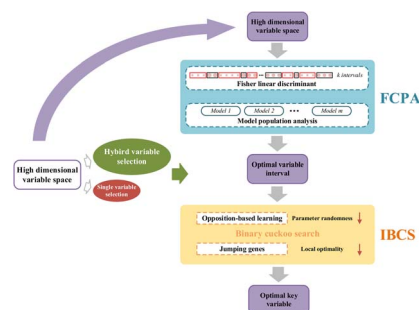 High dimensional
variable space
k intervals
Fisher linear discriminant
FCPA
Model 1
Model 2
•••
Model m
Model population analysis
Hybird variable
selection
High dimensional
variable space
Single variable
selection
Optimal variable
interval
Opposition-based learning
Parameter randomness
Binary cuckoo search
IBCS
Jumping genes
Local optimality
Optimal key
variable